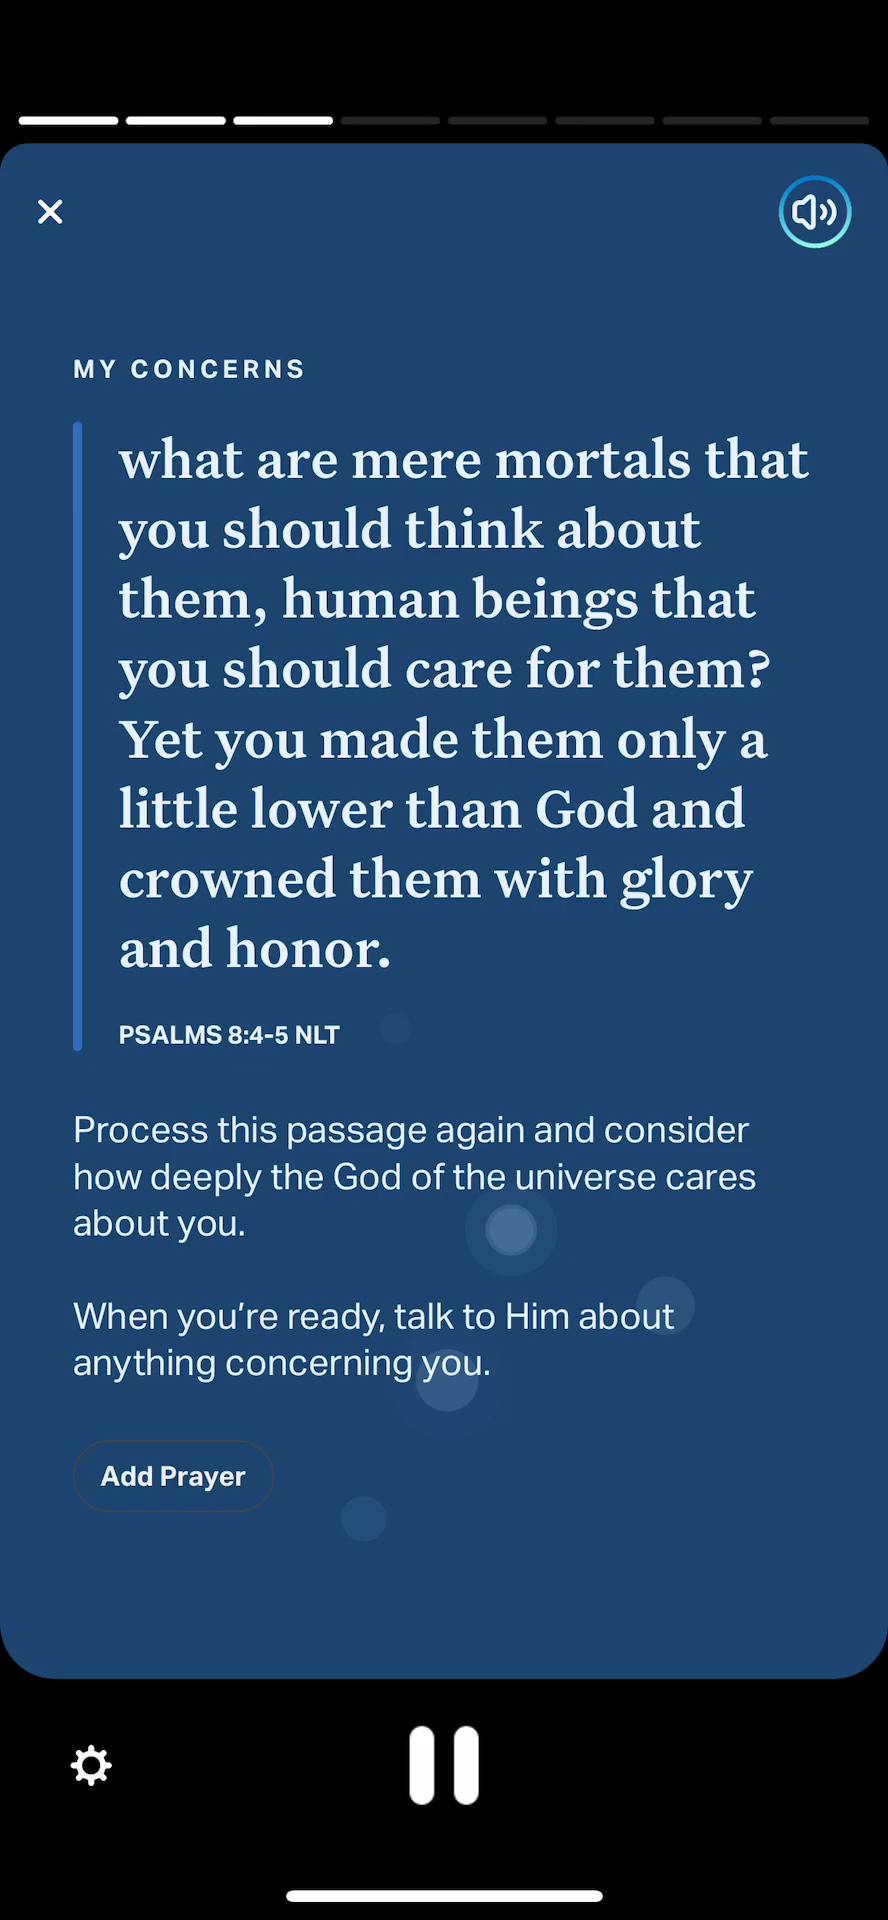 MY CONCERNS
what are mere mortals that
you should think about
them, human beings that
you should care for them?
Yet you made them only a
little lower than God and
crowned them with glory
and honor.
PSALMS 8:4-5 NLT
Process this passage again and consider
how deeply the God of the universe cares
about you.
When you’re ready, talk to Him about
anything concerning you.
Add Prayer